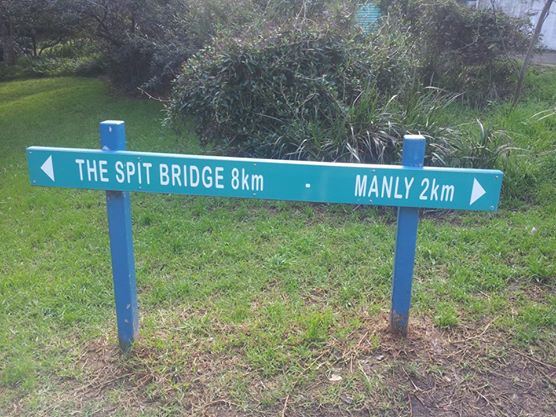 THE SPIT BRIDGE 8km MANLY 2km